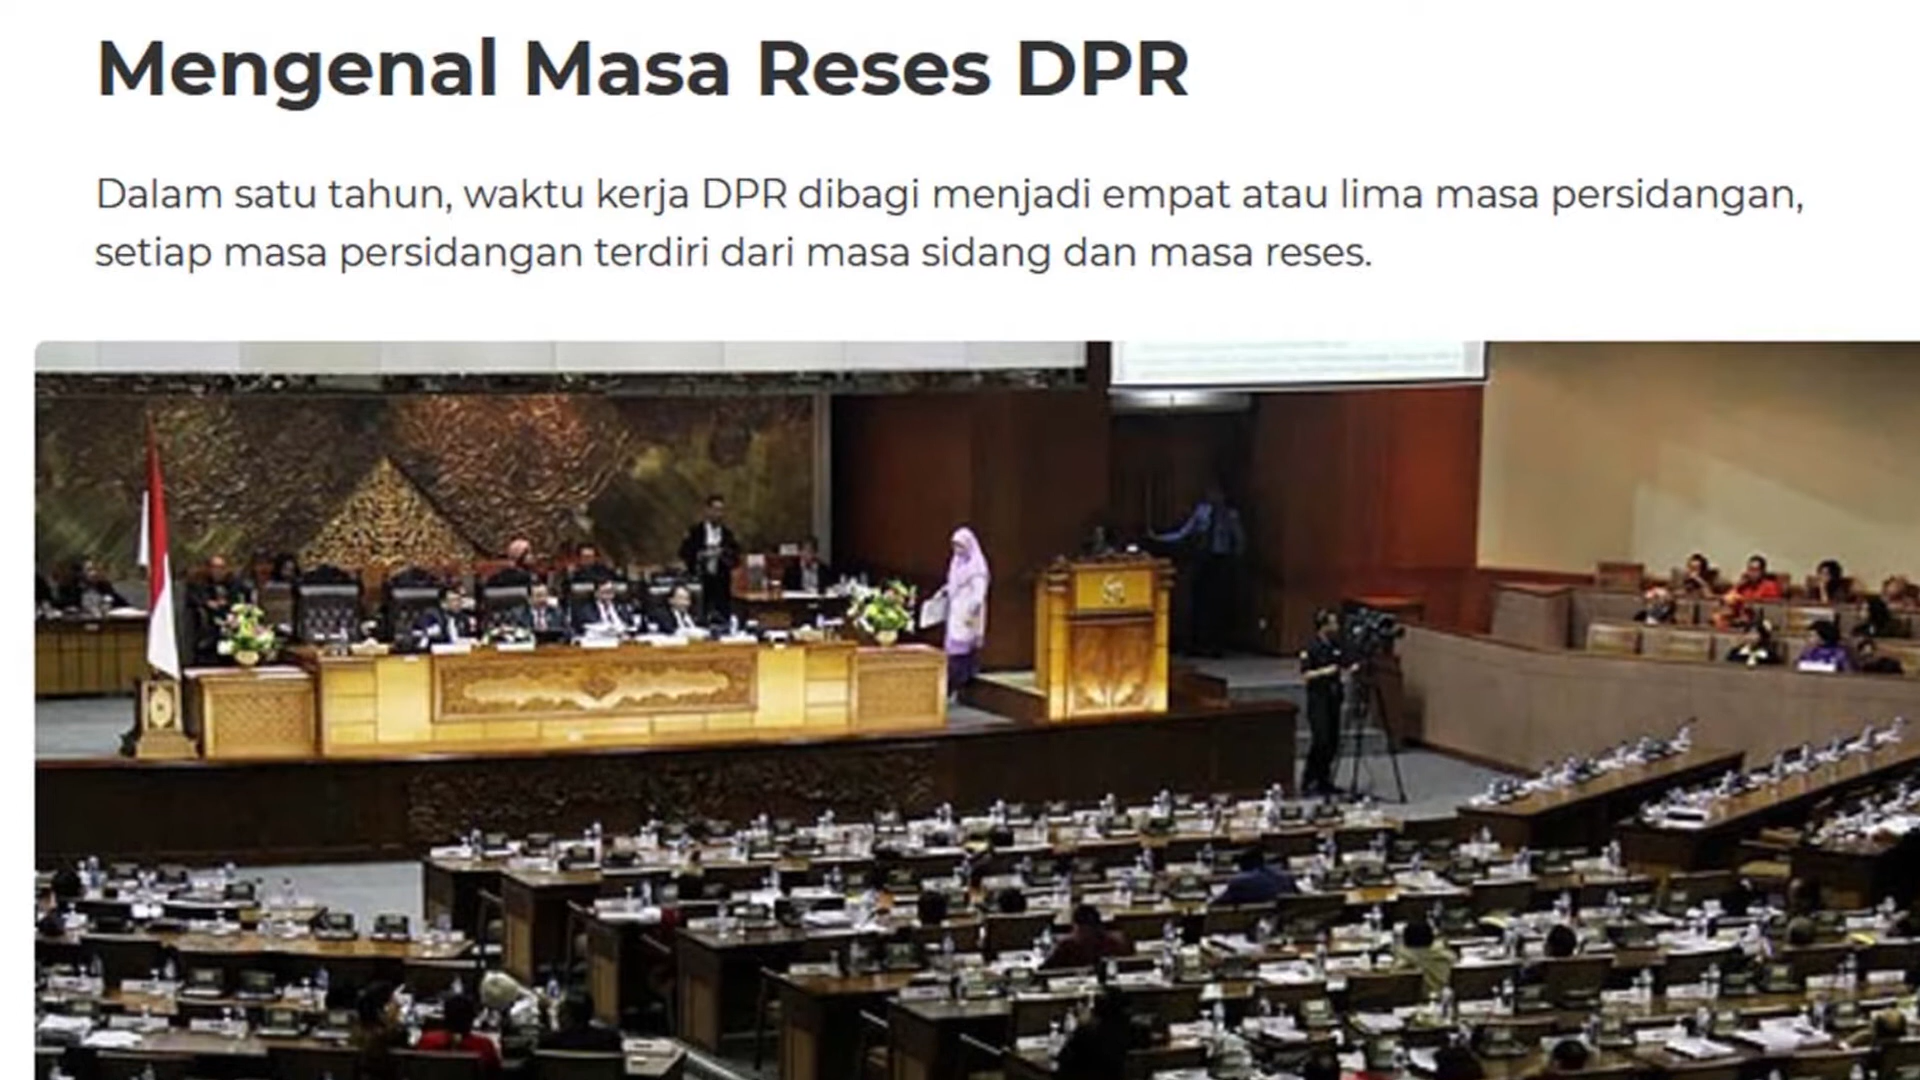 Mengenal Masa Reses DPR
Dalam satu tahun, waktu kerja DPR dibagi menjadi empat atau lima masa persidangan,
setiap masa persidangan terdiri dari masa sidang dan masa reses.